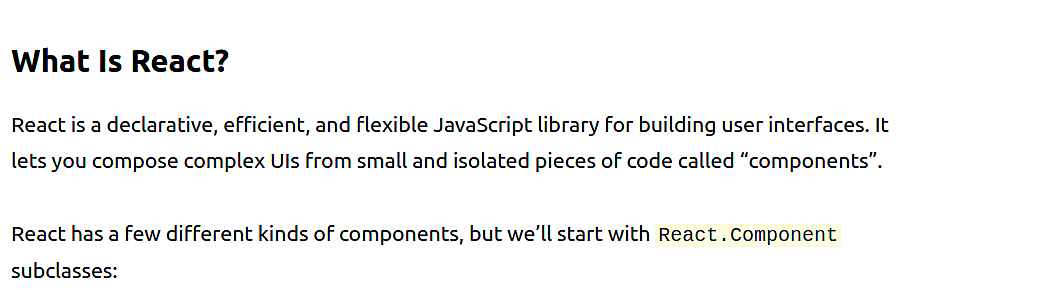 What Is React?
React is a declarative, efficient, and flexible JavaScript library for building user interfaces. It
lets you compose complex UIs from small and isolated pieces of code called “components”.
React has a few different kinds of components, but we’ll start with React.Component
subclasses: